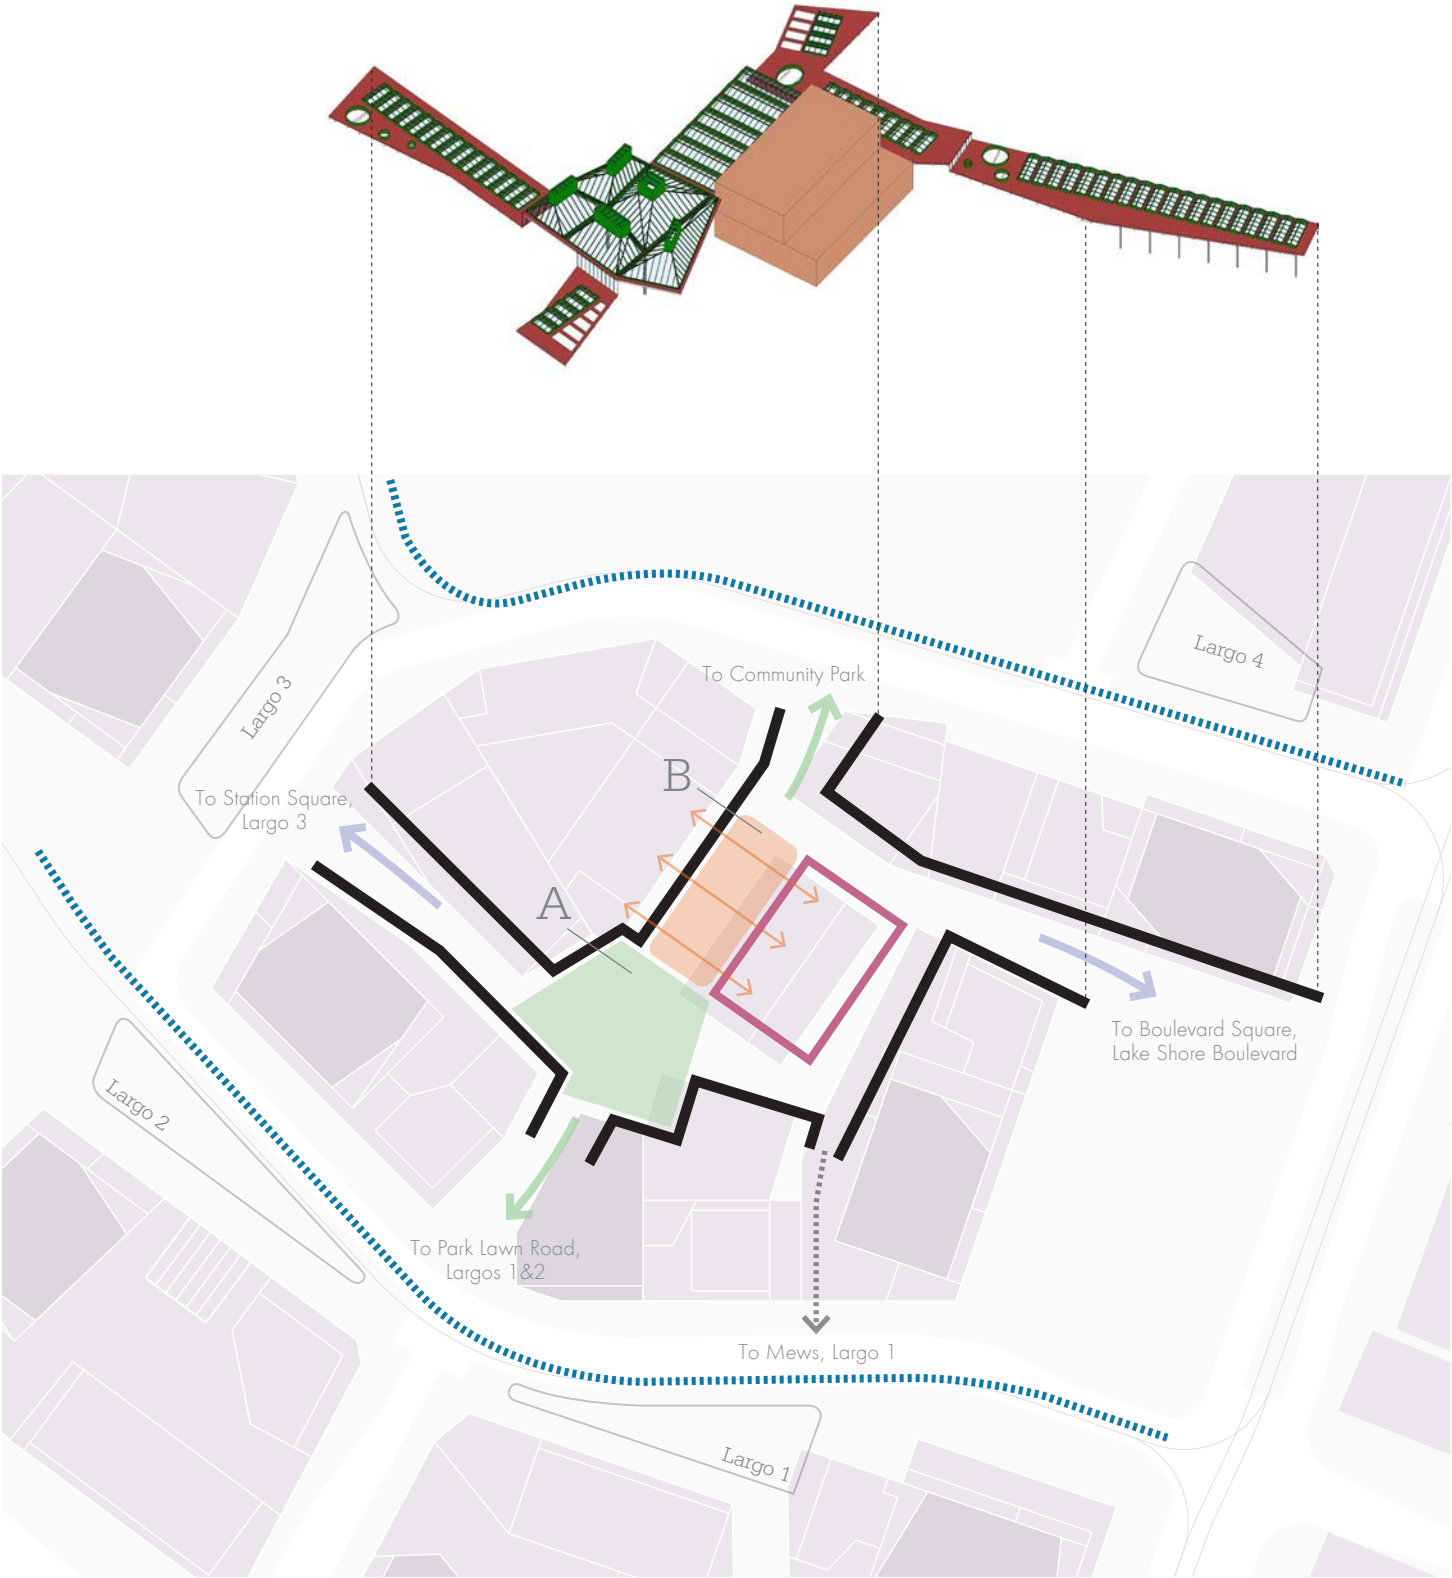 Largo 4
To Community Park
Largo 3
B
To Station Square,
Largo 3
A
To Boulevard Square,
Lake Shore Boulevard
Largo 2
To Park Lawn Road,
Largos 1&2
To Mews, Largo 1
Largo 1